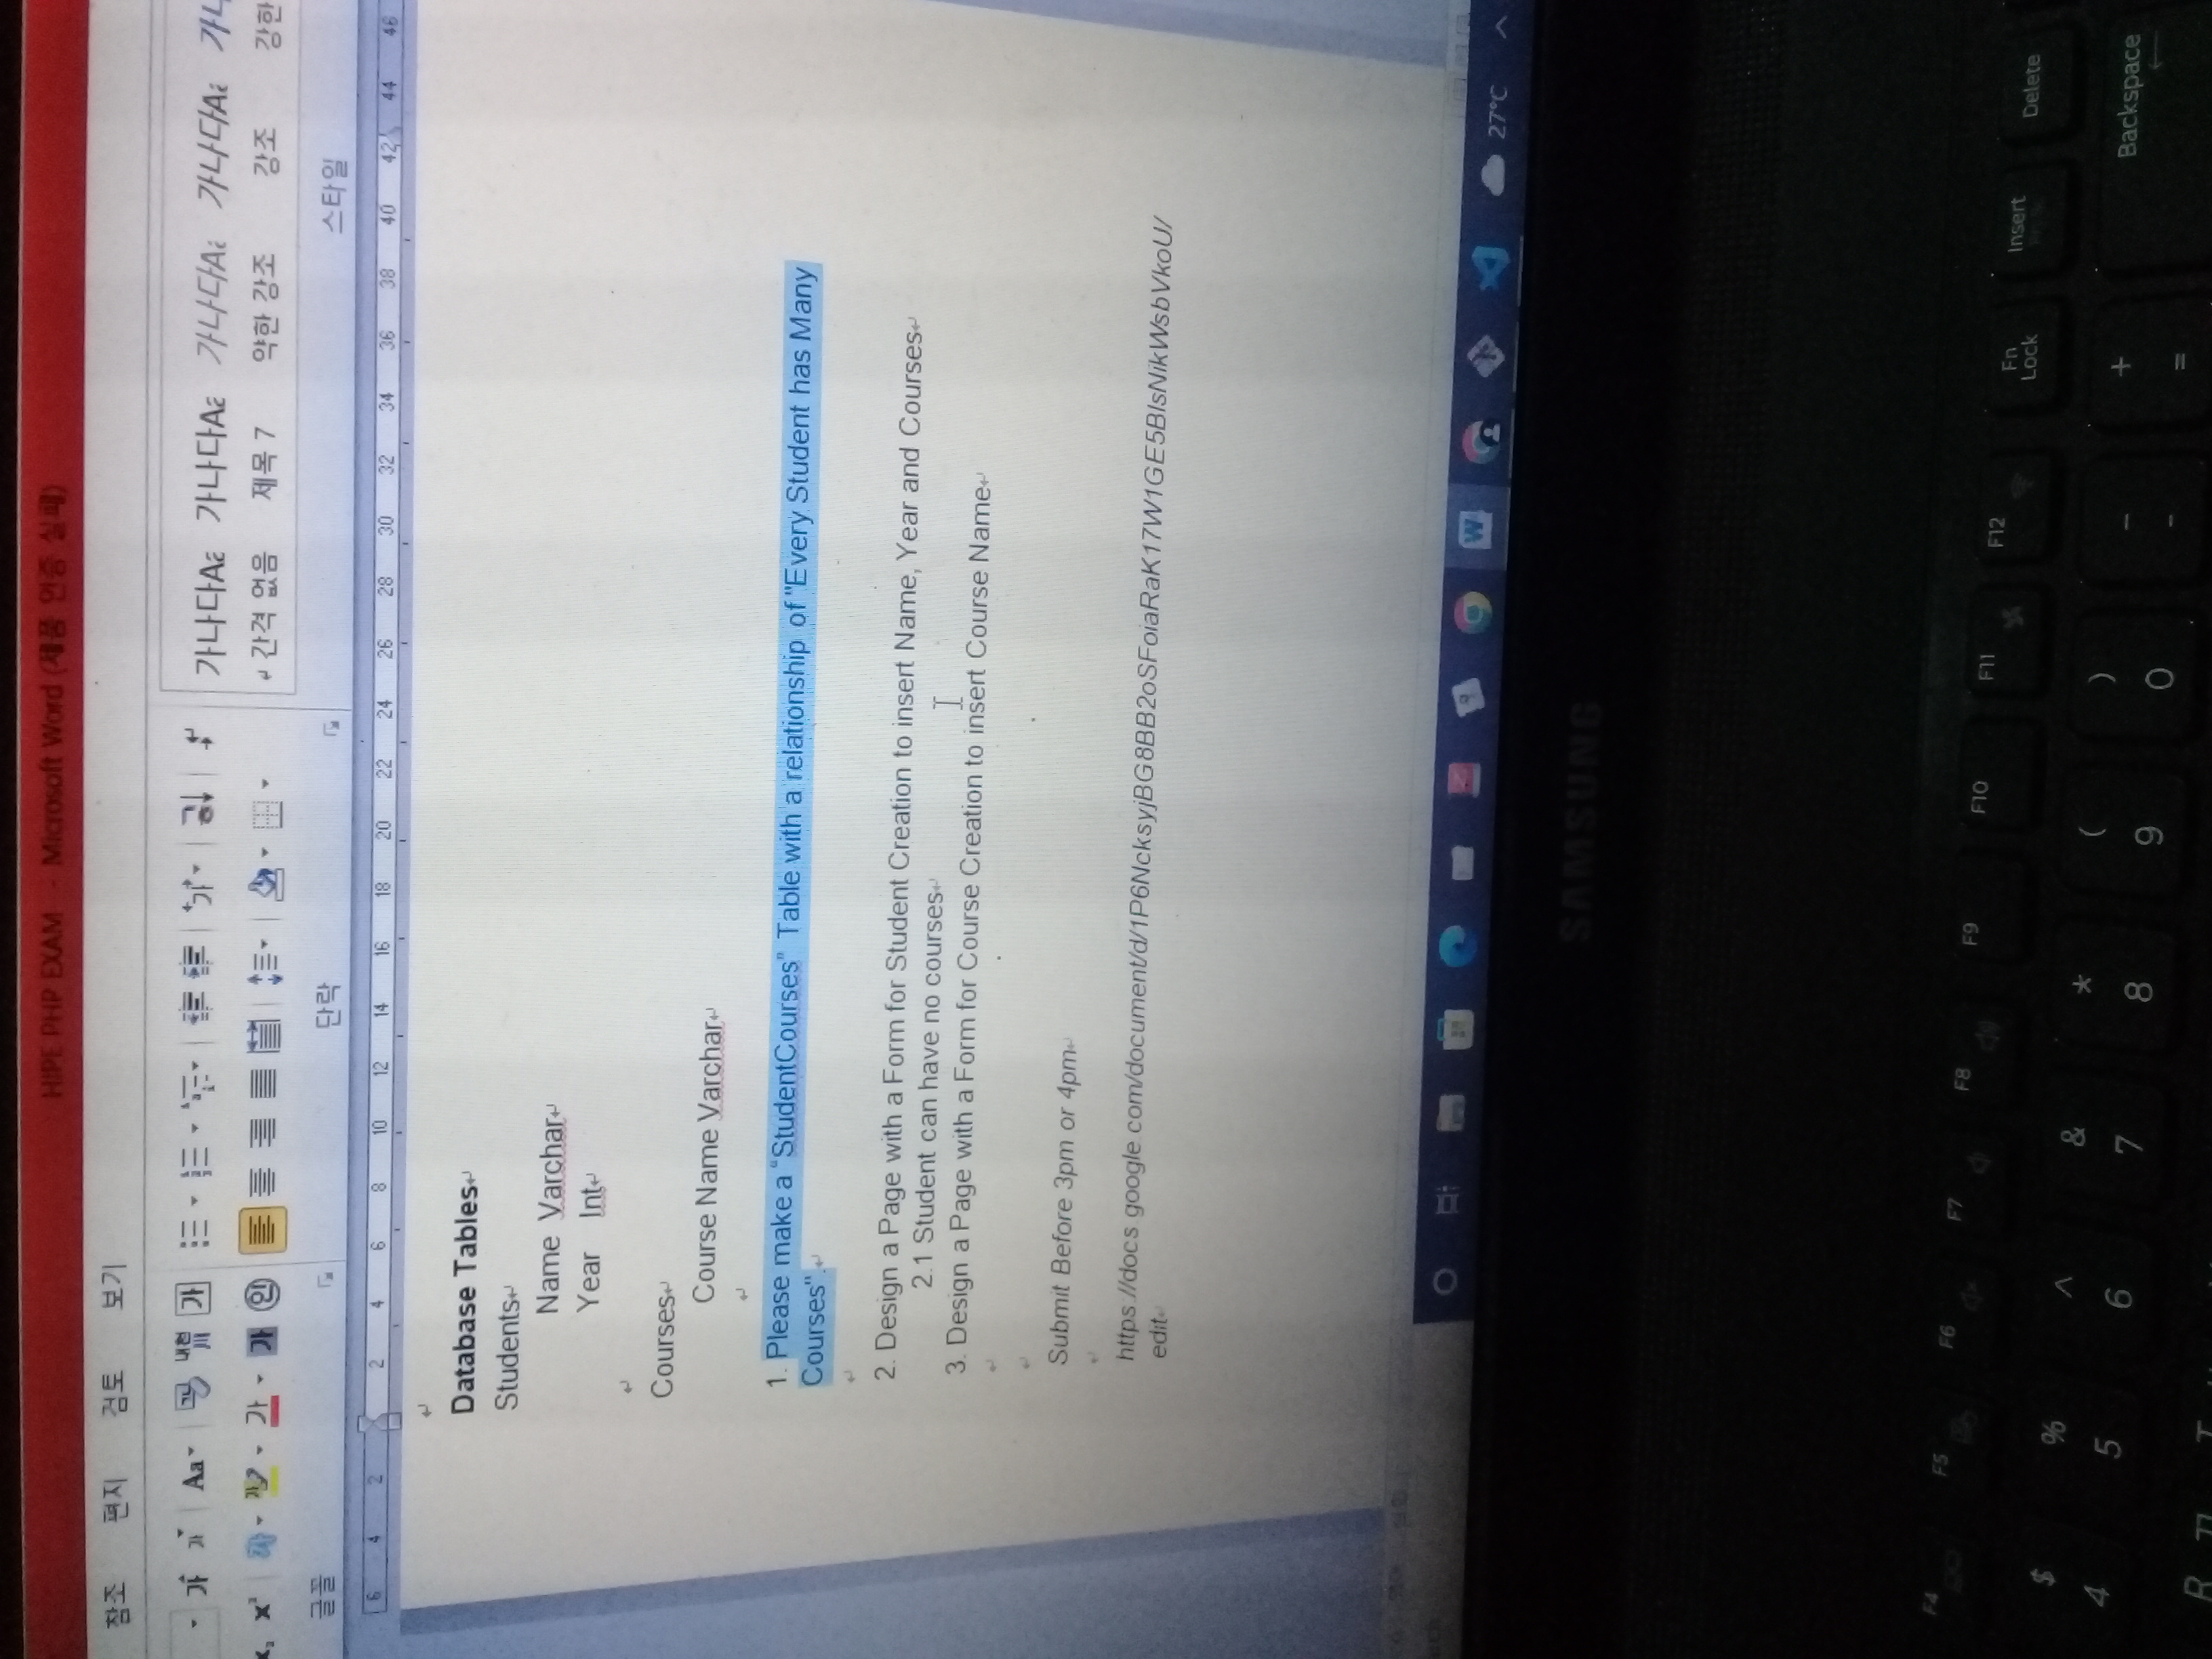 HIPE PHP EXAM - Microsoft Word (제품 인증 실패)
참조 편지 검토 보기
가 가 Aa 내천 가
가나다Aa 가나다Aa 가나다Aa 가나다Aa
x₂ x² 가 가 가 가 ㉑
간격 없음 제목 7 약한 강조 강조 강한
글꼴 단락 스타일
6 4 2 2 4 6 8 10 12 14 16 18 20 22 24 26 28 30 32 34 36 38 40 42 44 46
Database Tables
Students
Name Varchar
Year Int
Courses
Course Name Varchar
1. Please make a “StudentCourses” Table with a relationship of "Every Student has Many
Courses".
2. Design a Page with a Form for Student Creation to insert Name, Year and Courses
2.1 Student can have no courses
3. Design a Page with a Form for Course Creation to insert Course Name
Submit Before 3pm or 4pm
https://docs.google.com/document/d/1P6NcksyjBG8BB2oSFoiaRaK17W1GE5BIsNikWsbVkoU/
edit
W 27°C
SAMSUNG
F4 F5 F6 F7 F8 F9 F10 F11 F12 Fn Lock Insert Delete
$ % ^ & * ( ) _ +
4 5 6 7 8 9 0 - =
Backspace
R ㄲ T